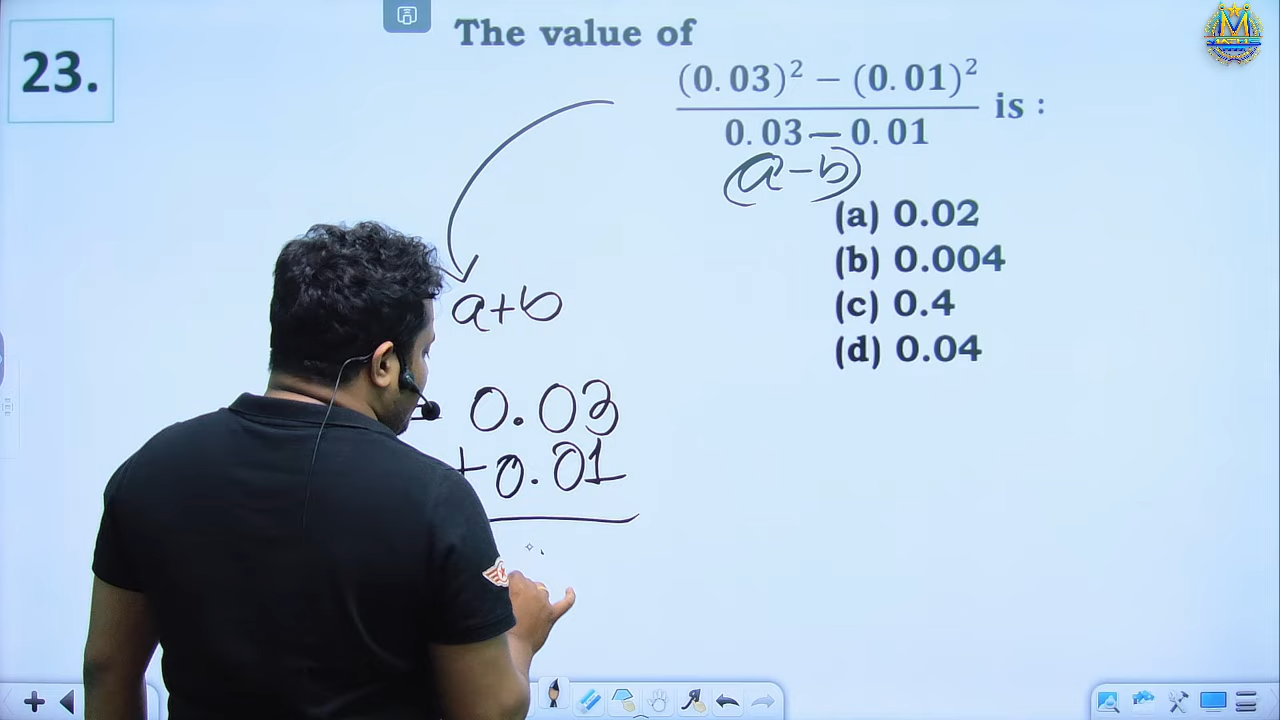 23.
The value of
(0.03)² − (0.01)²
0.03 − 0.01
is :
(a−b)
(a) 0.02
(b) 0.004
(c) 0.4
(d) 0.04
a+b
0.03
+0.01
M